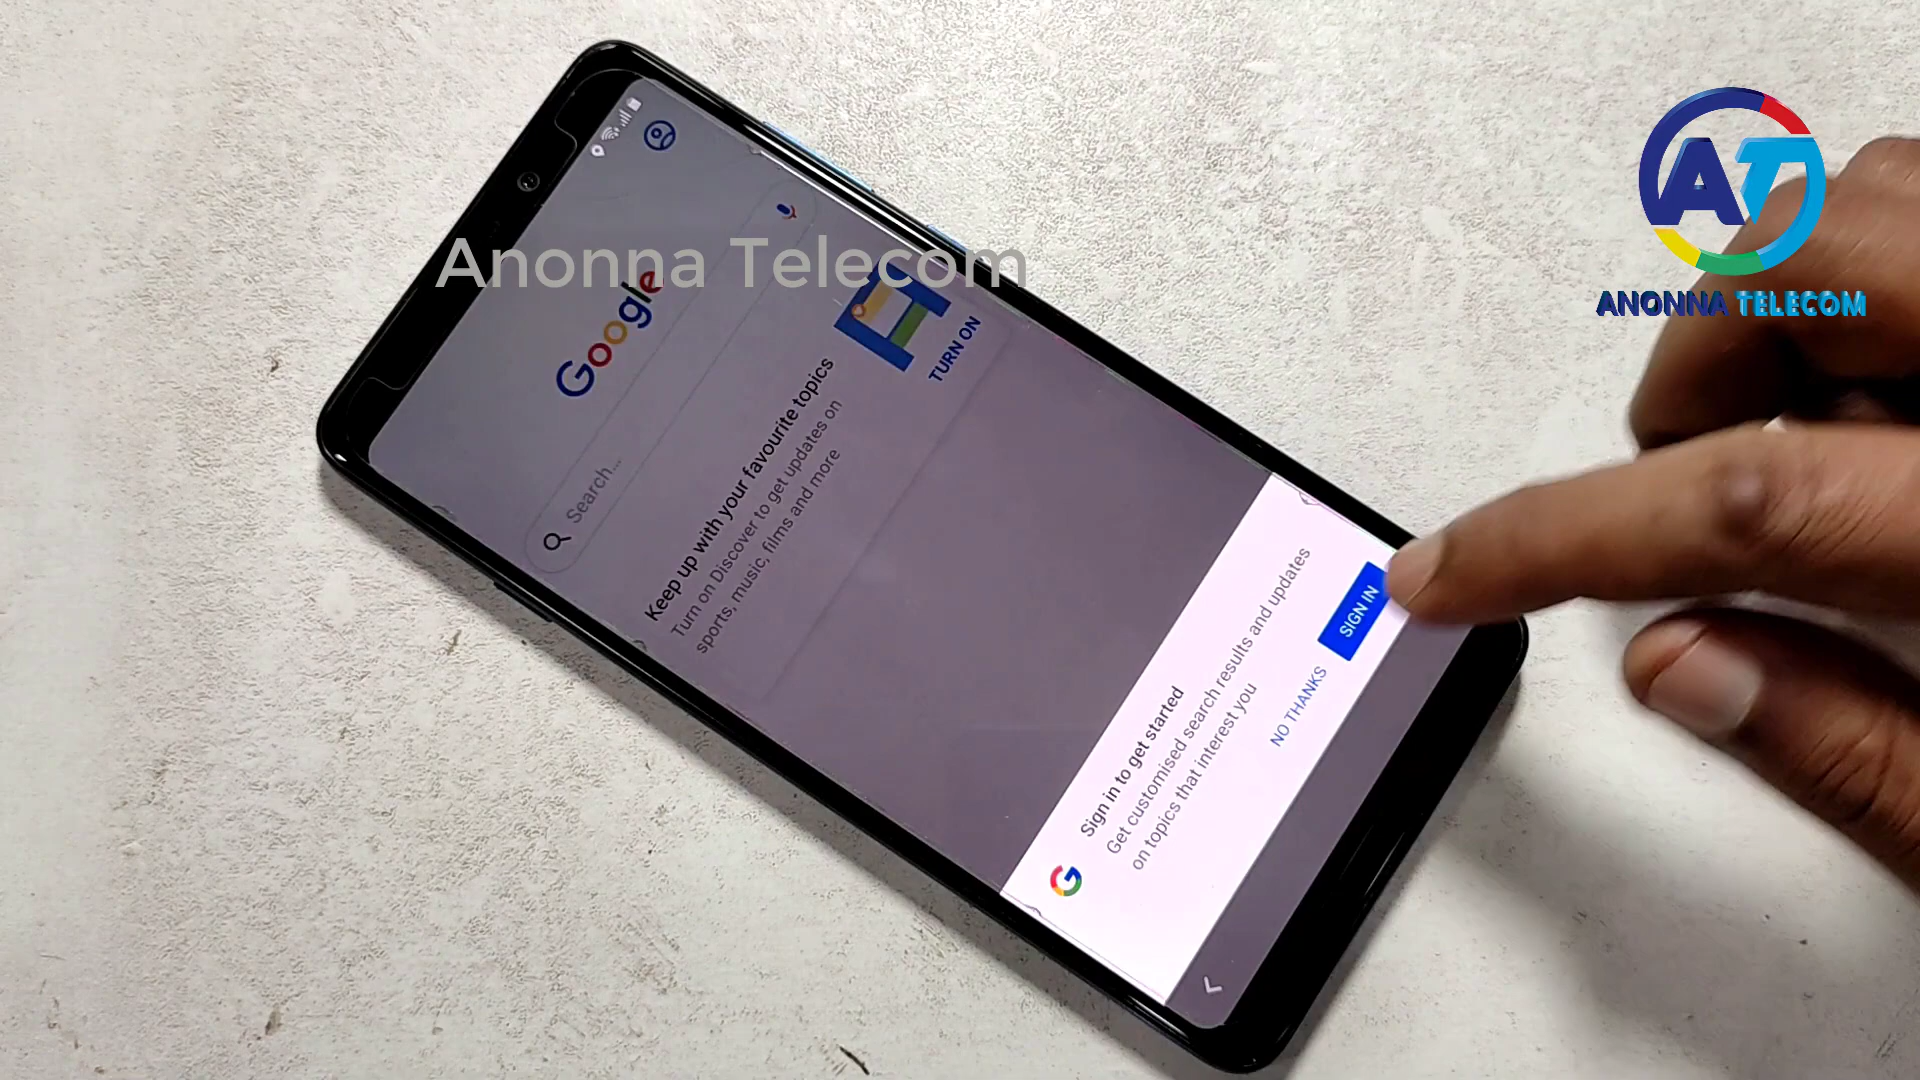 Anonna Telecom
AT
ANONNA TELECOM
Google
Search...
Keep up with your favourite topics
Turn on Discover to get updates on
sports, music, films and more
TURN ON
G
Sign in to get started
Get customised search results and updates
on topics that interest you
NO THANKS
SIGN IN